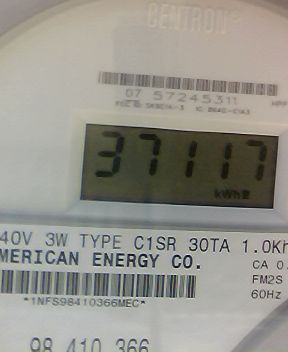 CENTRON®
07 57245311
37117
kWh
40V 3W TYPE C1SR 30TA 1.0Kh
MERICAN ENERGY CO.
CA 0.
FM2S
60Hz
*1NFS98410366MEC*
98 410 366